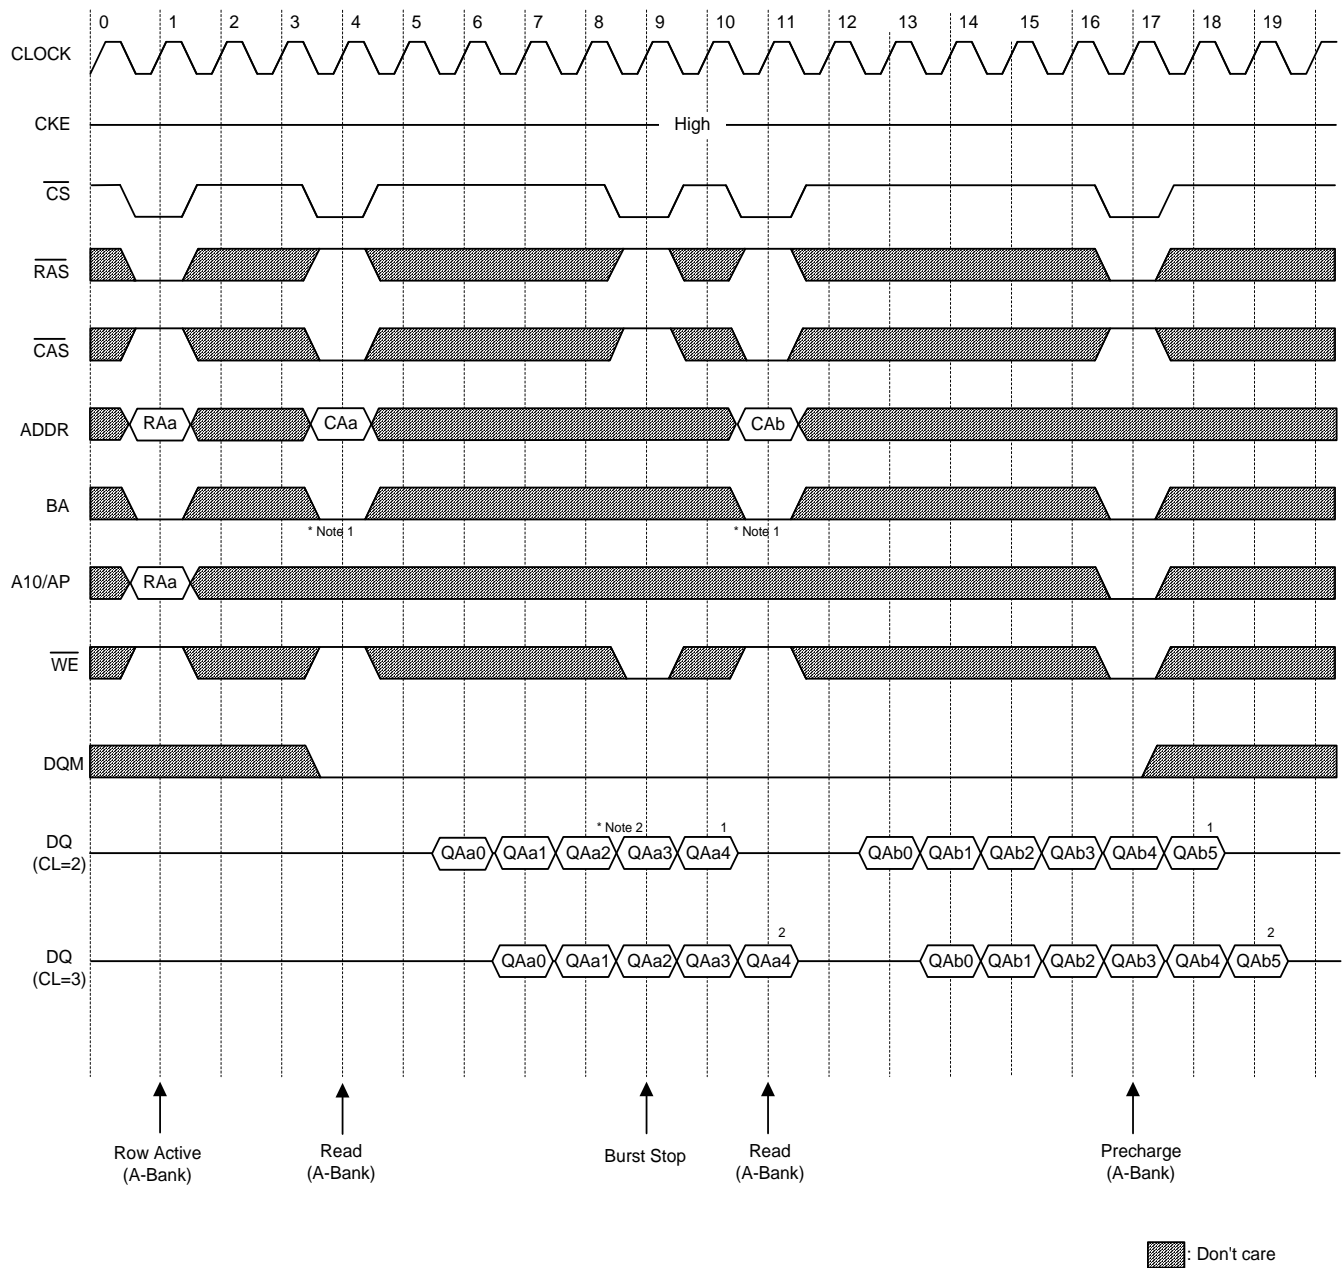 0 1 2 3 4 5 6 7 8 9 10 11 12 13 14 15 16 17 18 19
CLOCK
CKE High
CS
RAS
CAS
ADDR RAa CAa CAb
BA
* Note 1 * Note 1
A10/AP RAa
WE
DQM
* Note 2 1 1
DQ
(CL=2)
QAa0 QAa1 QAa2 QAa3 QAa4 QAb0 QAb1 QAb2 QAb3 QAb4 QAb5
2 2
DQ
(CL=3)
QAa0 QAa1 QAa2 QAa3 QAa4 QAb0 QAb1 QAb2 QAb3 QAb4 QAb5
Row Active
(A-Bank)
Read
(A-Bank)
Burst Stop
Read
(A-Bank)
Precharge
(A-Bank)
: Don't care